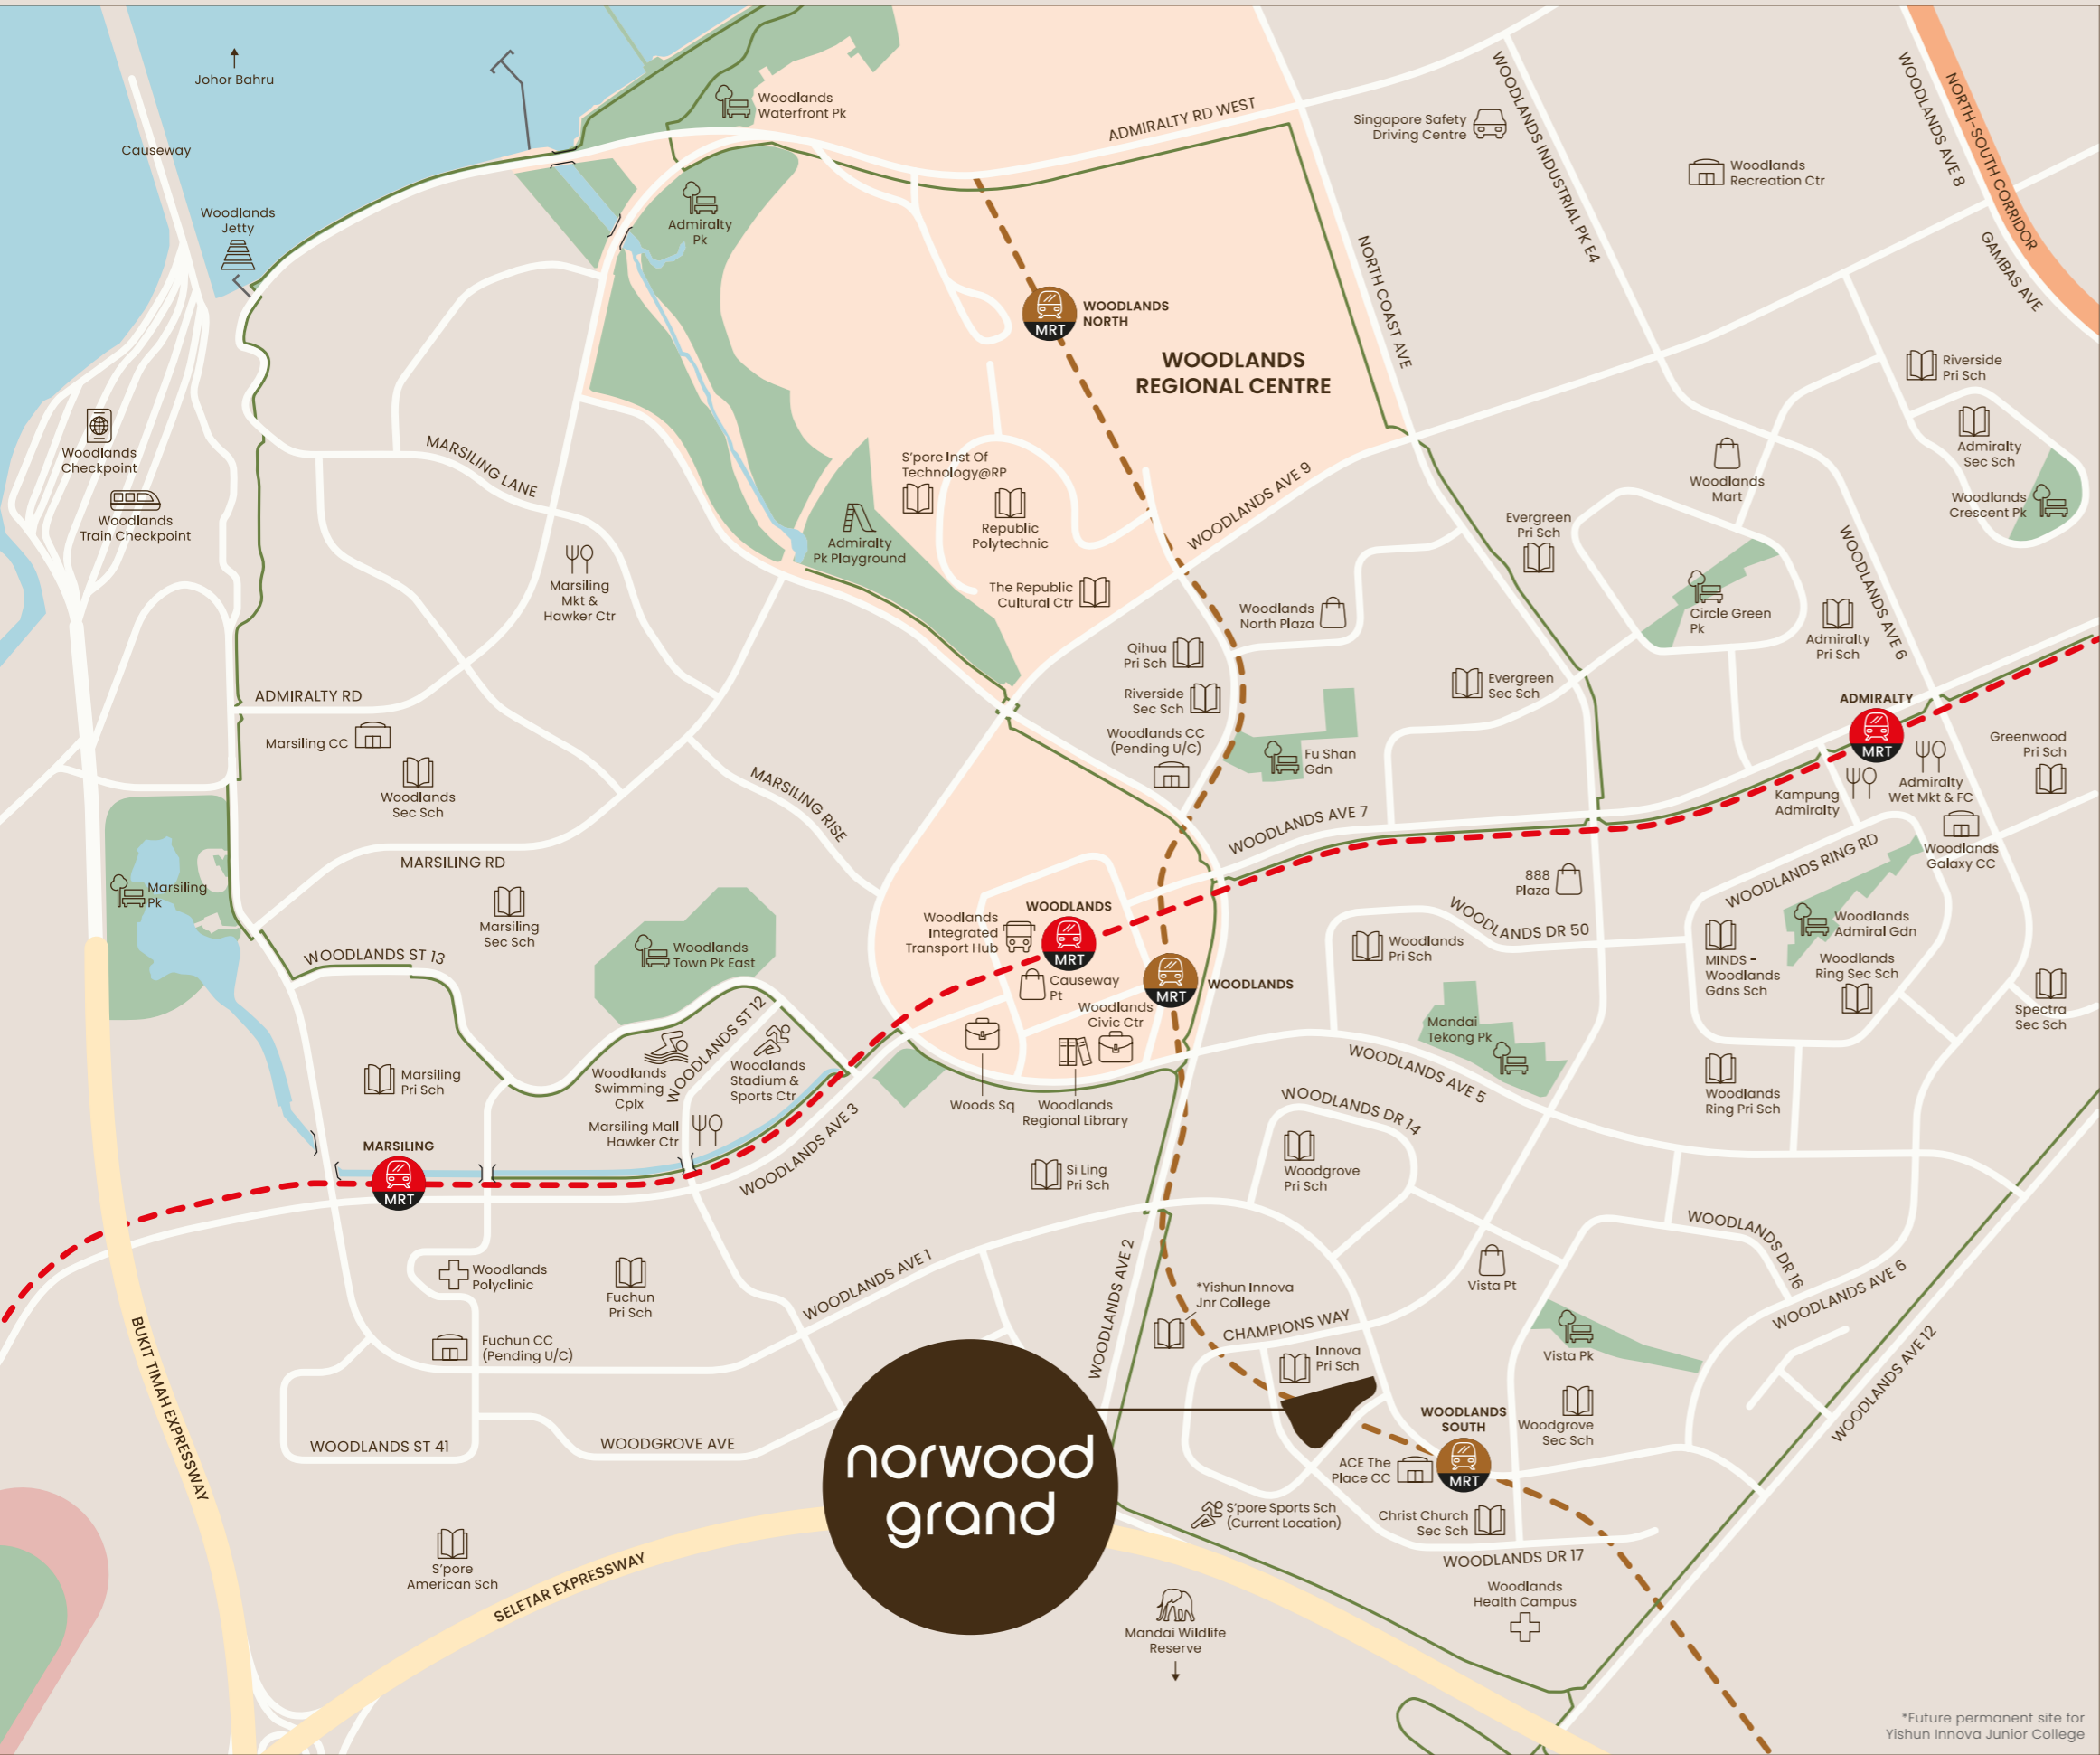 Johor Bahru
Causeway
Woodlands
Jetty
Woodlands
Waterfront Pk
ADMIRALTY RD WEST
Singapore Safety
Driving Centre
WOODLANDS INDUSTRIAL PK E4
Woodlands
Recreation Ctr
WOODLANDS AVE 8
NORTH-SOUTH CORRIDOR
GAMBAS AVE
Admiralty
Pk
NORTH COAST AVE
MRT
WOODLANDS
NORTH
WOODLANDS
REGIONAL CENTRE
Riverside
Pri Sch
Admiralty
Sec Sch
Woodlands
Crescent Pk
Woodlands
Checkpoint
Woodlands
Train Checkpoint
MARSILING LANE
Marsiling
Mkt &
Hawker Ctr
S'pore Inst Of
Technology@RP
Republic
Polytechnic
Admiralty
Pk Playground
The Republic
Cultural Ctr
WOODLANDS AVE 9
Woodlands
Mart
Evergreen
Pri Sch
Circle Green
Pk
WOODLANDS AVE 6
Admiralty
Pri Sch
Woodlands
North Plaza
Qihua
Pri Sch
Riverside
Sec Sch
Woodlands CC
(Pending U/C)
Evergreen
Sec Sch
Fu Shan
Gdn
ADMIRALTY
MRT
Greenwood
Pri Sch
Kampung
Admiralty
Admiralty
Wet Mkt & FC
Woodlands
Galaxy CC
ADMIRALTY RD
Marsiling CC
Woodlands
Sec Sch
MARSILING RISE
MARSILING RD
Marsiling
Pk
Marsiling
Sec Sch
WOODLANDS ST 13
Woodlands
Town Pk East
WOODLANDS AVE 7
888
Plaza
WOODLANDS RING RD
WOODLANDS DR 50
Woodlands
Pri Sch
MINDS -
Woodlands
Gdns Sch
Woodlands
Admiral Gdn
Woodlands
Ring Sec Sch
Spectra
Sec Sch
Woodlands
Integrated
Transport Hub
WOODLANDS
MRT
Causeway
Pt
MRT
WOODLANDS
Woodlands
Civic Ctr
Woods Sq
Woodlands
Regional Library
Mandai
Tekong Pk
WOODLANDS AVE 5
Woodlands
Ring Pri Sch
Marsiling
Pri Sch
Woodlands
Swimming
Cplx
WOODLANDS ST 12
Woodlands
Stadium &
Sports Ctr
Marsiling Mall
Hawker Ctr
MARSILING
MRT
WOODLANDS AVE 3
Si Ling
Pri Sch
WOODLANDS DR 14
Woodgrove
Pri Sch
WOODLANDS DR 16
WOODLANDS AVE 6
WOODLANDS AVE 12
Woodlands
Polyclinic
Fuchun
Pri Sch
Fuchun CC
(Pending U/C)
WOODLANDS AVE 1
WOODLANDS AVE 2
*Yishun Innova
Jnr College
CHAMPIONS WAY
Innova
Pri Sch
Vista Pt
Vista Pk
WOODLANDS
SOUTH
MRT
Woodgrove
Sec Sch
ACE The
Place CC
Christ Church
Sec Sch
S'pore Sports Sch
(Current Location)
WOODLANDS DR 17
Woodlands
Health Campus
BUKIT TIMAH EXPRESSWAY
WOODLANDS ST 41
WOODGROVE AVE
norwood
grand
S'pore
American Sch
SELETAR EXPRESSWAY
Mandai Wildlife
Reserve
*Future permanent site for
Yishun Innova Junior College